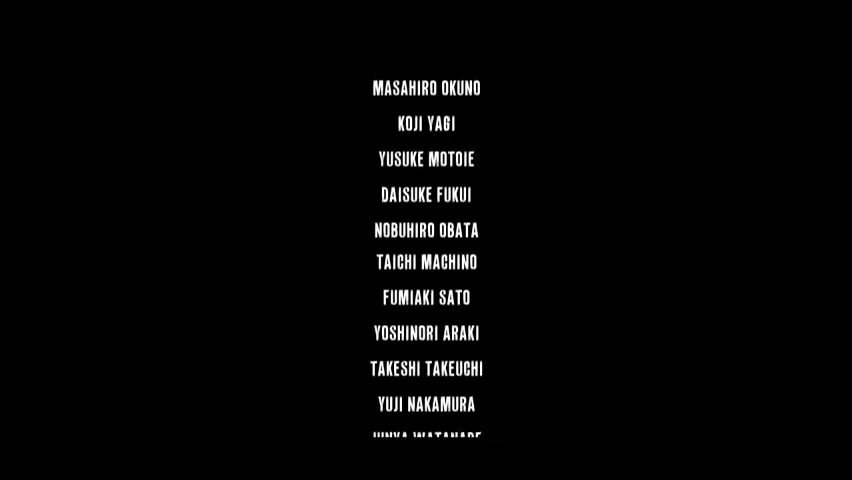 MASAHIRO OKUNO
KOJI YAGI
YUSUKE MOTOIE
DAISUKE FUKUI
NOBUHIRO OBATA
TAICHI MACHINO
FUMIAKI SATO
YOSHINORI ARAKI
TAKESHI TAKEUCHI
YUJI NAKAMURA
WATANABE